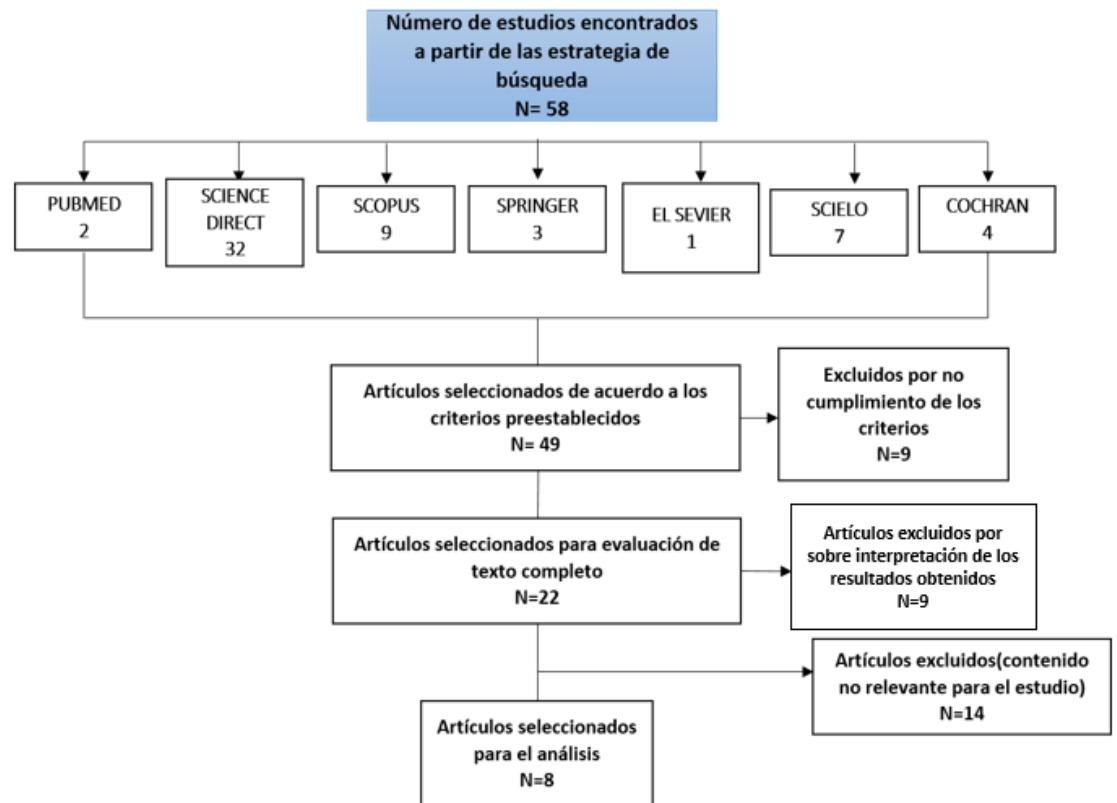 Número de estudios encontrados
a partir de las estrategia de
búsqueda
N= 58
PUBMED
2
SCIENCE
DIRECT
32
SCOPUS
9
SPRINGER
3
EL SEVIER
1
SCIELO
7
COCHRAN
4
Artículos seleccionados de acuerdo a los
criterios preestablecidos
N= 49
Excluidos por no
cumplimiento de los
criterios
N=9
Artículos seleccionados para evaluación de
texto completo
N=22
Artículos excluidos por
sobre interpretación de los
resultados obtenidos
N=9
Artículos excluidos(contenido
no relevante para el estudio)
N=14
Artículos seleccionados
para el análisis
N=8